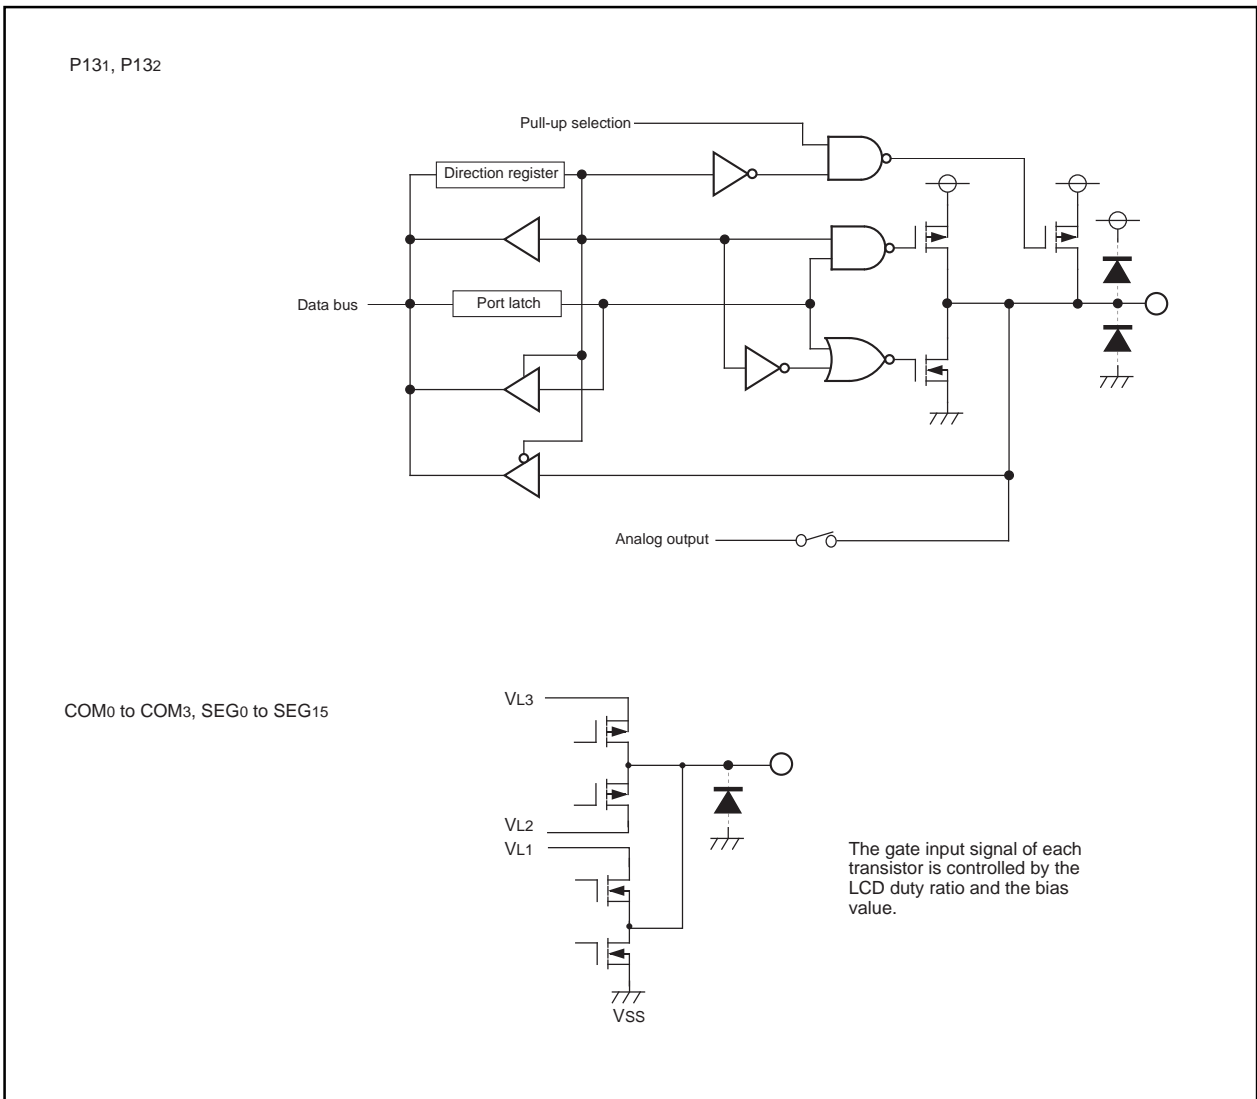 P131, P132
Pull-up selection
Direction register
Data bus
Port latch
Analog output
COM0 to COM3, SEG0 to SEG15
VL3
VL2
VL1
VSS
The gate input signal of each
transistor is controlled by the
LCD duty ratio and the bias
value.